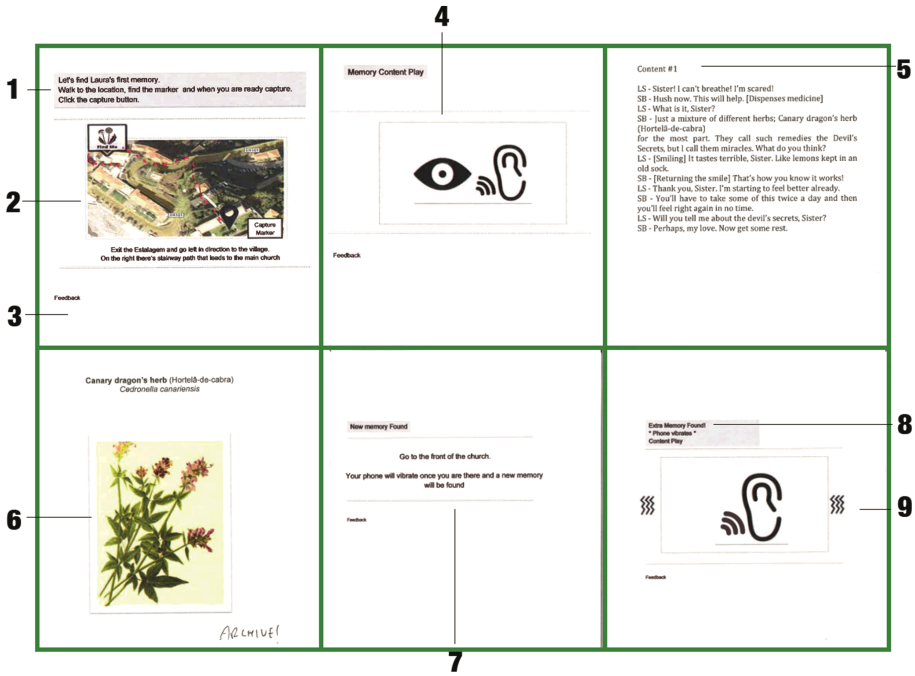 4
1
Let's find Laura's first memory.
Walk to the location, find the marker and when you are ready capture.
Click the capture button.
2
Find Me
Capture
Marker
Exit the Estalagem and go left in direction to the village.
On the right there's stairway path that leads to the main church
3
Feedback
Memory Content Play
Feedback
5
Content #1
LS - Sister! I can't breathe! I'm scared!
SB - Hush now. This will help. [Dispenses medicine]
LS - What is it, Sister?
SB - Just a mixture of different herbs; Canary dragon's herb
(Hortelã-de-cabra)
for the most part. They call such remedies the Devil's
Secrets, but I call them miracles. What do you think?
LS - [Smiling] It tastes terrible, Sister. Like lemons kept in an
old sock.
SB - [Returning the smile] That's how you know it works!
LS - Thank you, Sister. I'm starting to feel better already.
SB - You'll have to take some of this twice a day and then
you'll feel right again in no time.
LS - Will you tell me about the devil's secrets, Sister?
SB - Perhaps, my love. Now get some rest.
6
Canary dragon's herb (Hortelã-de-cabra)
Cedronella canariensis
ARCHIVE!
New memory Found
Go to the front of the church.
Your phone will vibrate once you are there and a new memory
will be found
Feedback
7
8
Extra Memory Found!
* Phone vibrates *
Content Play
9
Feedback